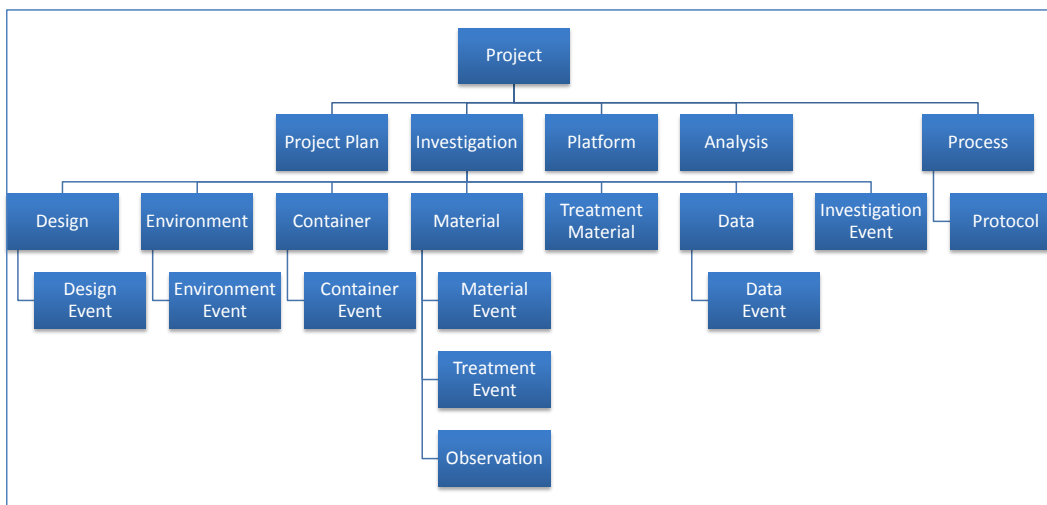 Project
Project Plan
Investigation
Platform
Analysis
Process
Design
Environment
Container
Material
Treatment
Material
Data
Investigation
Event
Protocol
Design
Event
Environment
Event
Container
Event
Material
Event
Data
Event
Treatment
Event
Observation